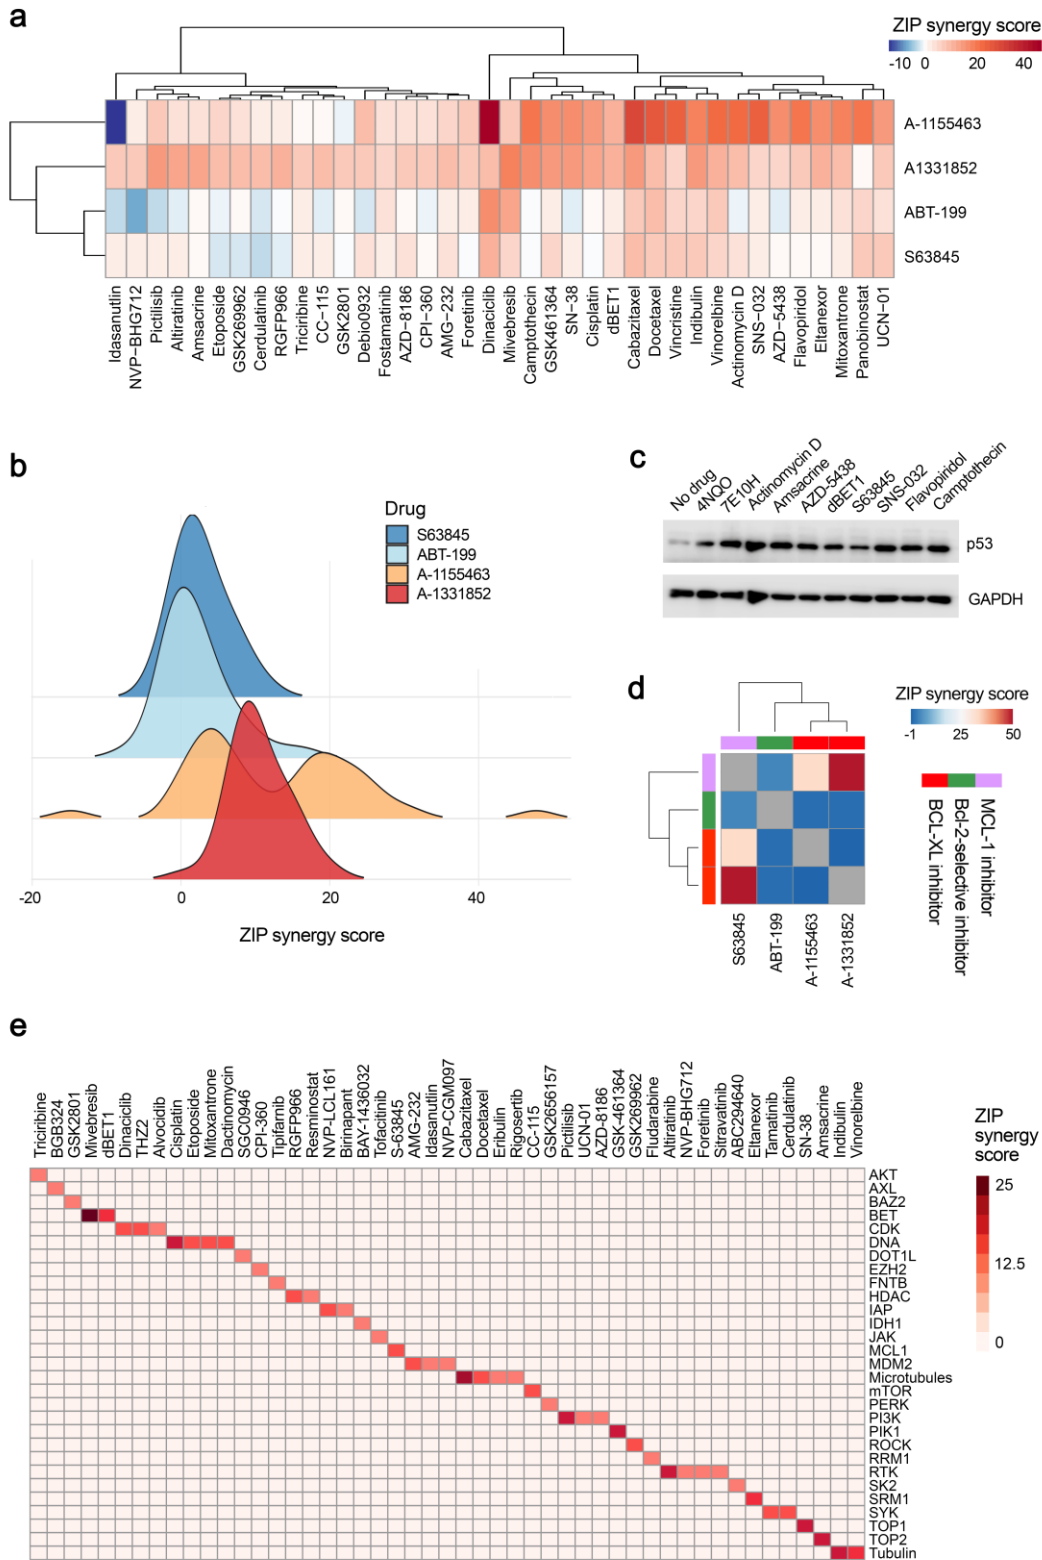 a
ZIP synergy score
-10 0 20 40
A-1155463
A1331852
ABT-199
S63845
Idasanutlin
NVP-BHG712
Pictilisib
Altiratinib
Amsacrine
Etoposide
GSK269962
Cerdulatinib
RGFP966
Triciribine
CC-115
GSK2801
Debio0932
Fostamatinib
AZD-8186
CPI-360
AMG-232
Foretinib
Dinaciclib
Mivebresib
Camptothecin
GSK461364
SN-38
Cisplatin
dBET1
Cabazitaxel
Docetaxel
Vincristine
Indibulin
Vinorelbine
Actinomycin D
SNS-032
AZD-5438
Flavopiridol
Eltanexor
Mitoxantrone
Panobinostat
UCN-01
b
Drug
S63845
ABT-199
A-1155463
A-1331852
-20 0 20 40
ZIP synergy score
c
No drug
4NQO
7E10H
Actinomycin D
Amsacrine
AZD-5438
dBET1
S63845
SNS-032
Flavopiridol
Camptothecin
p53
GAPDH
d
ZIP synergy score
-1 25 50
S63845
ABT-199
A-1155463
A-1331852
BCL-XL inhibitor
Bcl-2-selective inhibitor
MCL-1 inhibitor
e
Triciribine
BGB324
GSK2801
Mivebresib
dBET1
Dinaciclib
THZ2
Alvocidib
Cisplatin
Etoposide
Mitoxantrone
Dactinomycin
SGC0946
CPI-360
Tipifarnib
RGFP966
Resminostat
NVP-LCL161
Birinapant
BAY-1436032
Tofacitinib
S-63845
AMG-232
Idasanutlin
NVP-CGM097
Cabazitaxel
Docetaxel
Eribulin
Rigosertib
CC-115
GSK2656157
Pictilisib
UCN-01
AZD-8186
GSK-461364
GSK269962
Fludarabine
Altiratinib
NVP-BHG712
Foretinib
Sitravatinib
ABC294640
Eltanexor
Tamatinib
Cerdulatinib
SN-38
Amsacrine
Indibulin
Vinorelbine
ZIP
synergy
score
25
12.5
0
AKT
AXL
BAZ2
BET
CDK
DNA
DOT1L
EZH2
FNTB
HDAC
IAP
IDH1
JAK
MCL1
MDM2
Microtubules
mTOR
PERK
PI3K
PIK1
ROCK
RRM1
RTK
SK2
SRM1
SYK
TOP1
TOP2
Tubulin